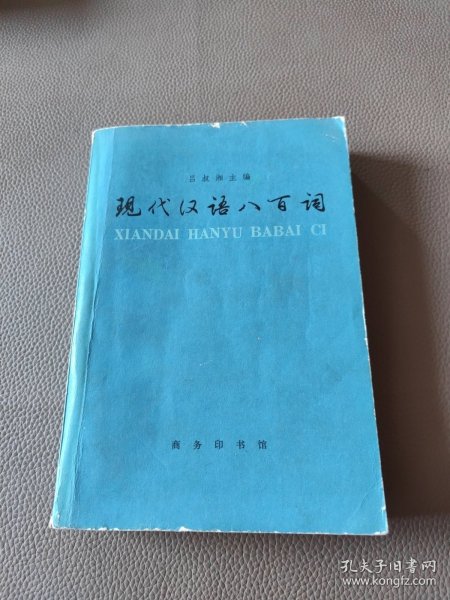 吕叔湘主编
现代汉语八百词
XIANDAI HANYU BABAI CI
商务印书馆
孔夫子旧书网
www.kongfz.com